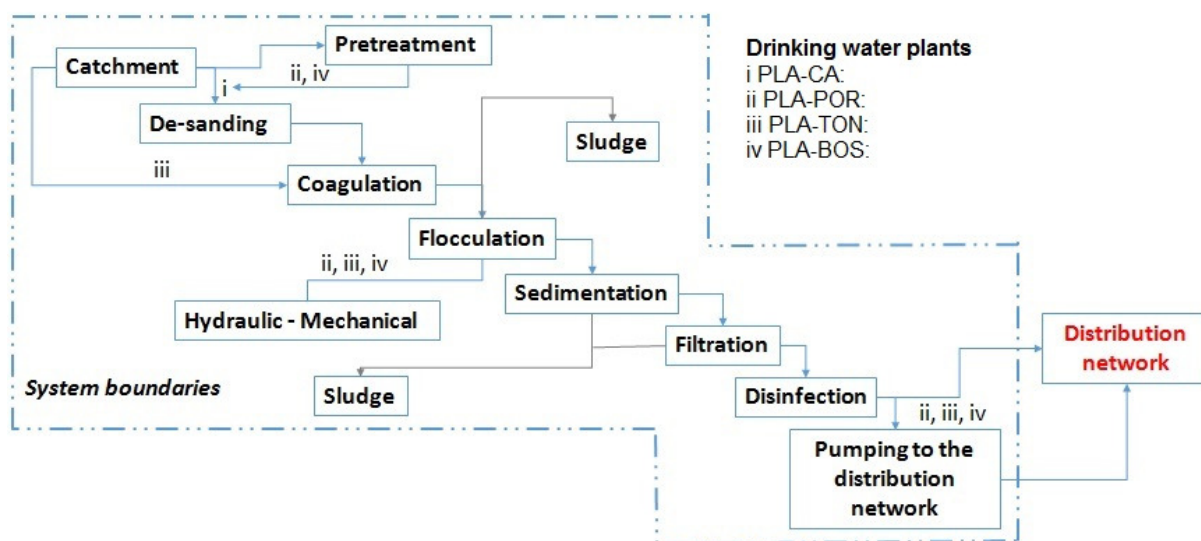 Pretreatment
Catchment
i
ii, iv
De-sanding
Sludge
iii
Coagulation
Flocculation
ii, iii, iv
Sedimentation
Hydraulic - Mechanical
Filtration
System boundaries
Sludge
Disinfection
ii, iii, iv
Pumping to the
distribution
network
Distribution
network
Drinking water plants
i PLA-CA:
ii PLA-POR:
iii PLA-TON:
iv PLA-BOS: